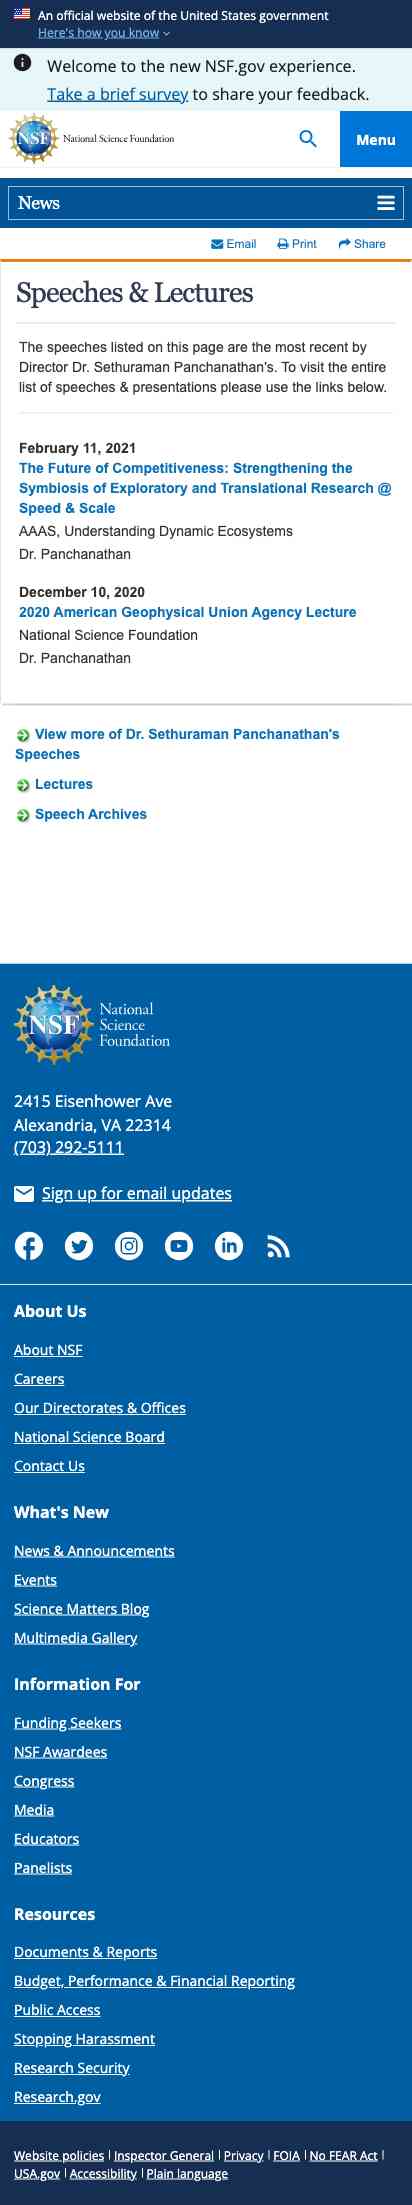 An official website of the United States government
Here's how you know
Welcome to the new NSF.gov experience.
Take a brief survey to share your feedback.
NSF National Science Foundation
Menu
News
Email Print Share
Speeches & Lectures
The speeches listed on this page are the most recent by
Director Dr. Sethuraman Panchanathan's. To visit the entire
list of speeches & presentations please use the links below.
February 11, 2021
The Future of Competitiveness: Strengthening the
Symbiosis of Exploratory and Translational Research @
Speed & Scale
AAAS, Understanding Dynamic Ecosystems
Dr. Panchanathan
December 10, 2020
2020 American Geophysical Union Agency Lecture
National Science Foundation
Dr. Panchanathan
View more of Dr. Sethuraman Panchanathan's
Speeches
Lectures
Speech Archives
NSF
National
Science
Foundation
2415 Eisenhower Ave
Alexandria, VA 22314
(703) 292-5111
Sign up for email updates
About Us
About NSF
Careers
Our Directorates & Offices
National Science Board
Contact Us
What's New
News & Announcements
Events
Science Matters Blog
Multimedia Gallery
Information For
Funding Seekers
NSF Awardees
Congress
Media
Educators
Panelists
Resources
Documents & Reports
Budget, Performance & Financial Reporting
Public Access
Stopping Harassment
Research Security
Research.gov
Website policies | Inspector General | Privacy | FOIA | No FEAR Act |
USA.gov | Accessibility | Plain language